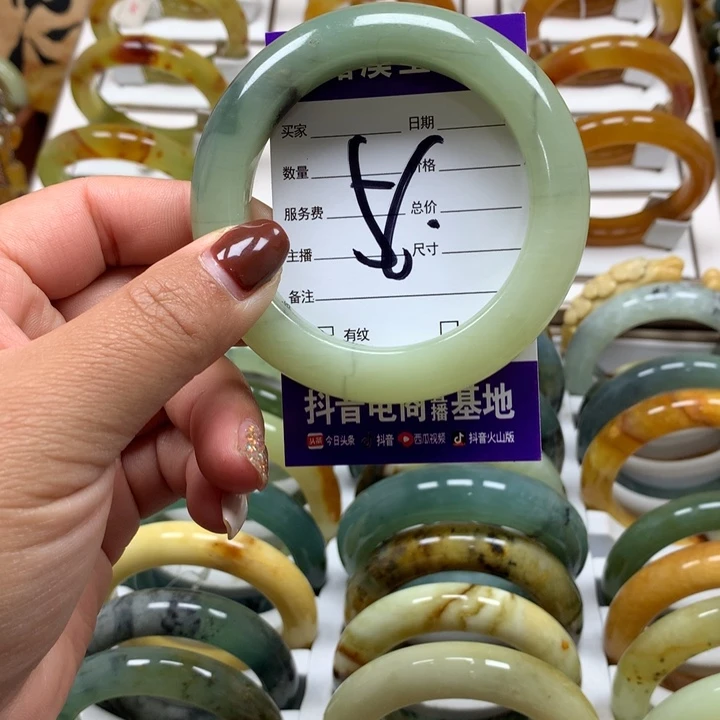 买家 日期
数量 价格
服务费 总价
主播 尺寸
备注
有纹
抖音电商直播基地
头条 今日头条 抖音 西瓜视频 抖音火山版